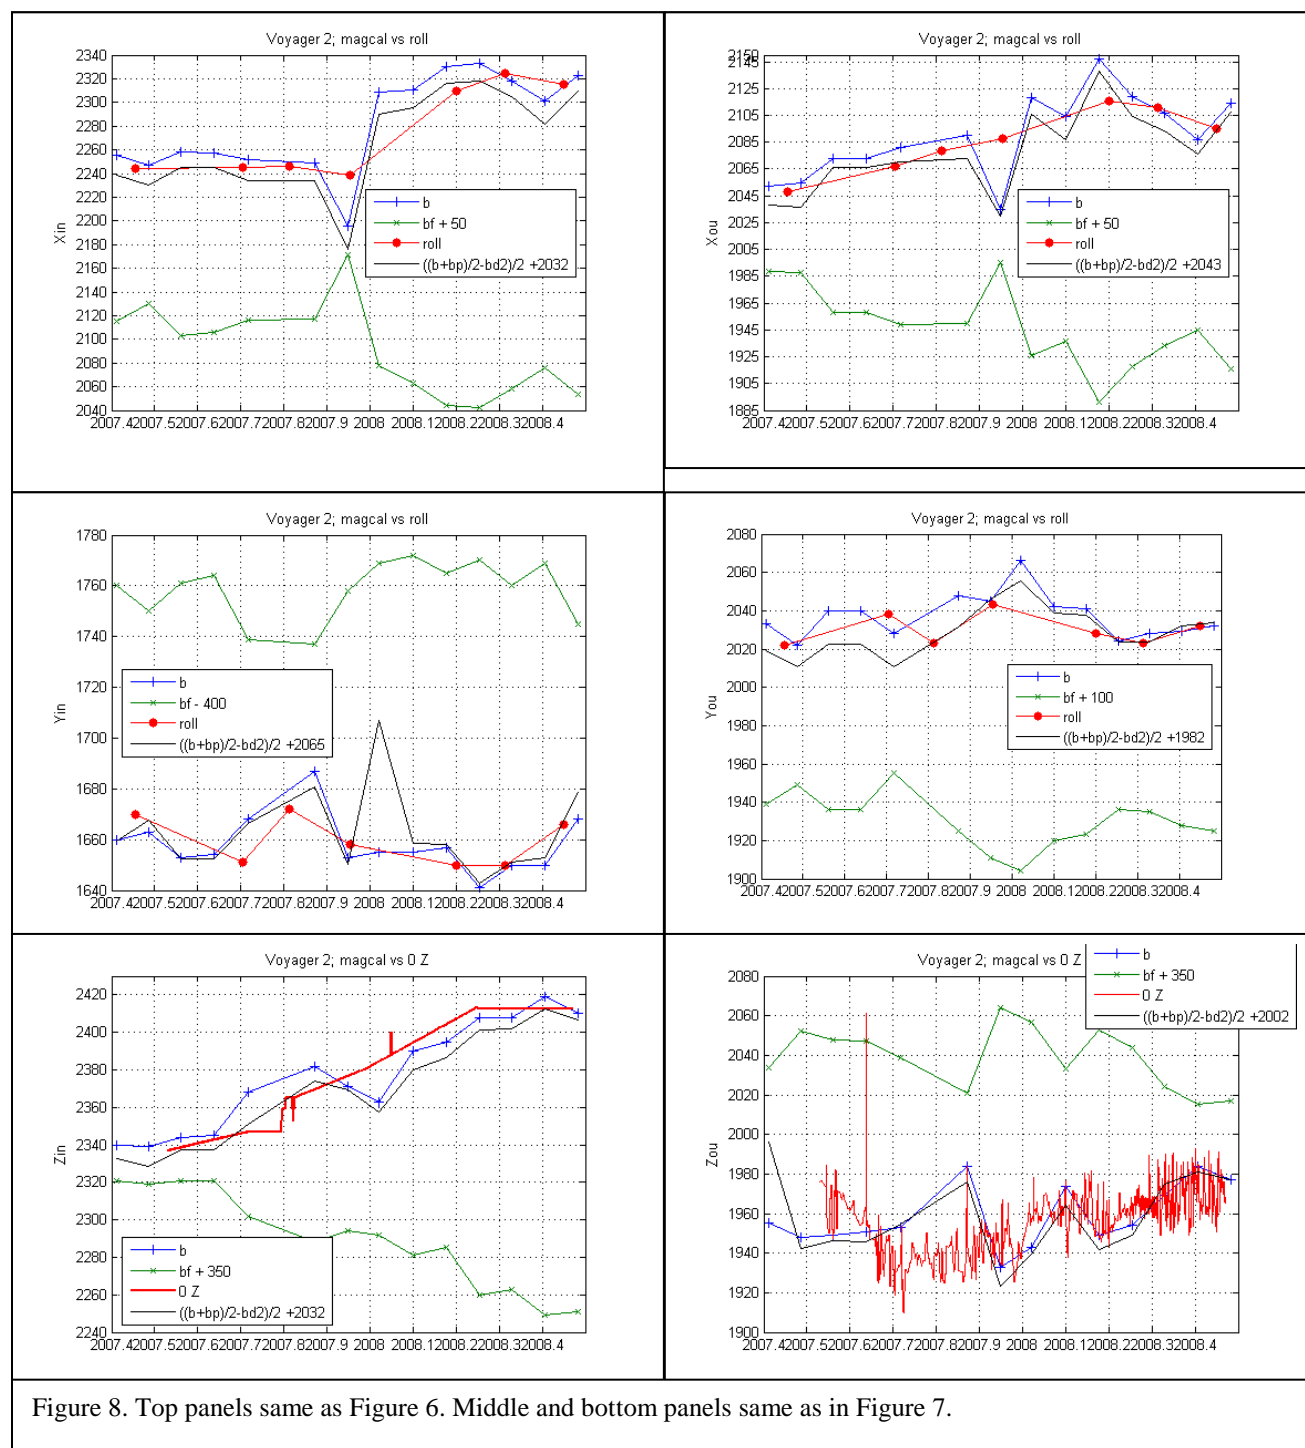 Voyager 2; magcal vs roll
2340
2320
2300
2280
2260
2240
2220
2200
2180
2160
2140
2120
2100
2080
2060
2040
Xin
b
bf + 50
roll
((b+bp)/2-bd2)/2 +2032
2007.42007.52007.62007.72007.82007.9 2008 2008.12008.22008.32008.4
Voyager 2; magcal vs roll
2150
2145
2125
2105
2085
2065
2045
2025
2005
1985
1965
1945
1925
1905
1885
Xou
b
bf + 50
roll
((b+bp)/2-bd2)/2 +2043
2007.42007.52007.62007.72007.82007.9 2008 2008.12008.22008.32008.4
Voyager 2; magcal vs roll
1780
1760
1740
1720
1700
1680
1660
1640
Yin
b
bf - 400
roll
((b+bp)/2-bd2)/2 +2065
2007.42007.52007.62007.72007.82007.9 2008 2008.12008.22008.32008.4
Voyager 2; magcal vs roll
2080
2060
2040
2020
2000
1980
1960
1940
1920
1900
You
b
bf + 100
roll
((b+bp)/2-bd2)/2 +1982
2007.42007.52007.62007.72007.82007.9 2008 2008.12008.22008.32008.4
Voyager 2; magcal vs 0 Z
2420
2400
2380
2360
2340
2320
2300
2280
2260
2240
Zin
b
bf + 350
0 Z
((b+bp)/2-bd2)/2 +2032
2007.42007.52007.62007.72007.82007.9 2008 2008.12008.22008.32008.4
Voyager 2; magcal vs 0 Z
2080
2060
2040
2020
2000
1980
1960
1940
1920
1900
Zou
b
bf + 350
0 Z
((b+bp)/2-bd2)/2 +2002
2007.42007.52007.62007.72007.82007.9 2008 2008.12008.22008.32008.4
Figure 8. Top panels same as Figure 6. Middle and bottom panels same as in Figure 7.